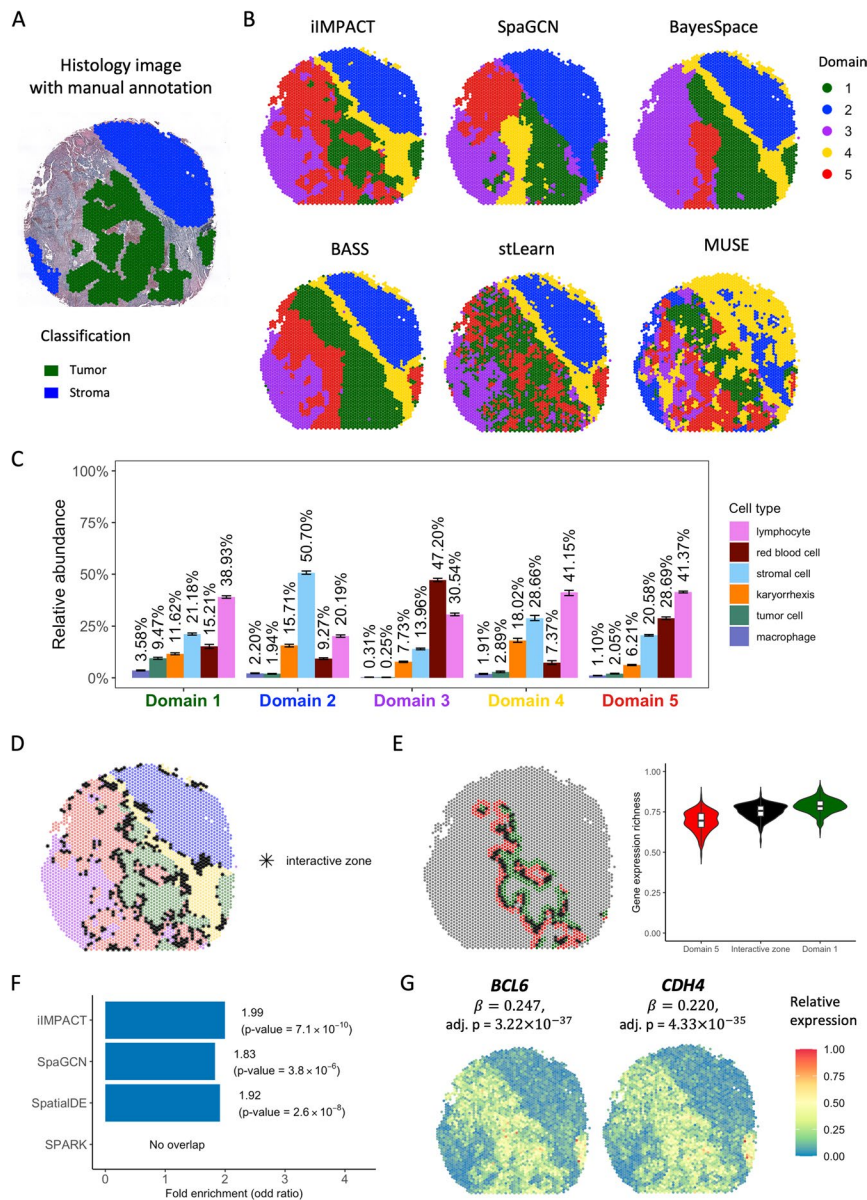 A
Histology image
with manual annotation
Classification
Tumor
Stroma
B
iIMPACT
SpaGCN
BayesSpace
BASS
stLearn
MUSE
Domain
1
2
3
4
5
C
Relative abundance
100%
75%
50%
25%
0%
3.58%
9.47%
11.62%
21.18%
15.21%
38.93%
2.20%
1.94%
15.71%
50.70%
9.27%
20.19%
0.31%
0.25%
7.73%
13.96%
47.20%
30.54%
1.91%
2.89%
18.02%
28.66%
7.37%
41.15%
1.10%
2.05%
6.21%
20.58%
28.69%
41.37%
Domain 1
Domain 2
Domain 3
Domain 4
Domain 5
Cell type
lymphocyte
red blood cell
stromal cell
karyorrhexis
tumor cell
macrophage
D
interactive zone
E
Gene expression richness
1.00
0.75
0.50
0.25
0.00
Domain 5
Interactive zone
Domain 1
F
iIMPACT
SpaGCN
SpatialDE
SPARK
1.99
(p-value = 7.1 × 10⁻¹⁰)
1.83
(p-value = 3.8 × 10⁻⁶)
1.92
(p-value = 2.6 × 10⁻⁸)
No overlap
0 1 2 3 4
Fold enrichment (odd ratio)
G
BCL6
β = 0.247,
adj. p = 3.22×10⁻³⁷
CDH4
β = 0.220,
adj. p = 4.33×10⁻³⁵
Relative
expression
1.00
0.75
0.50
0.25
0.00